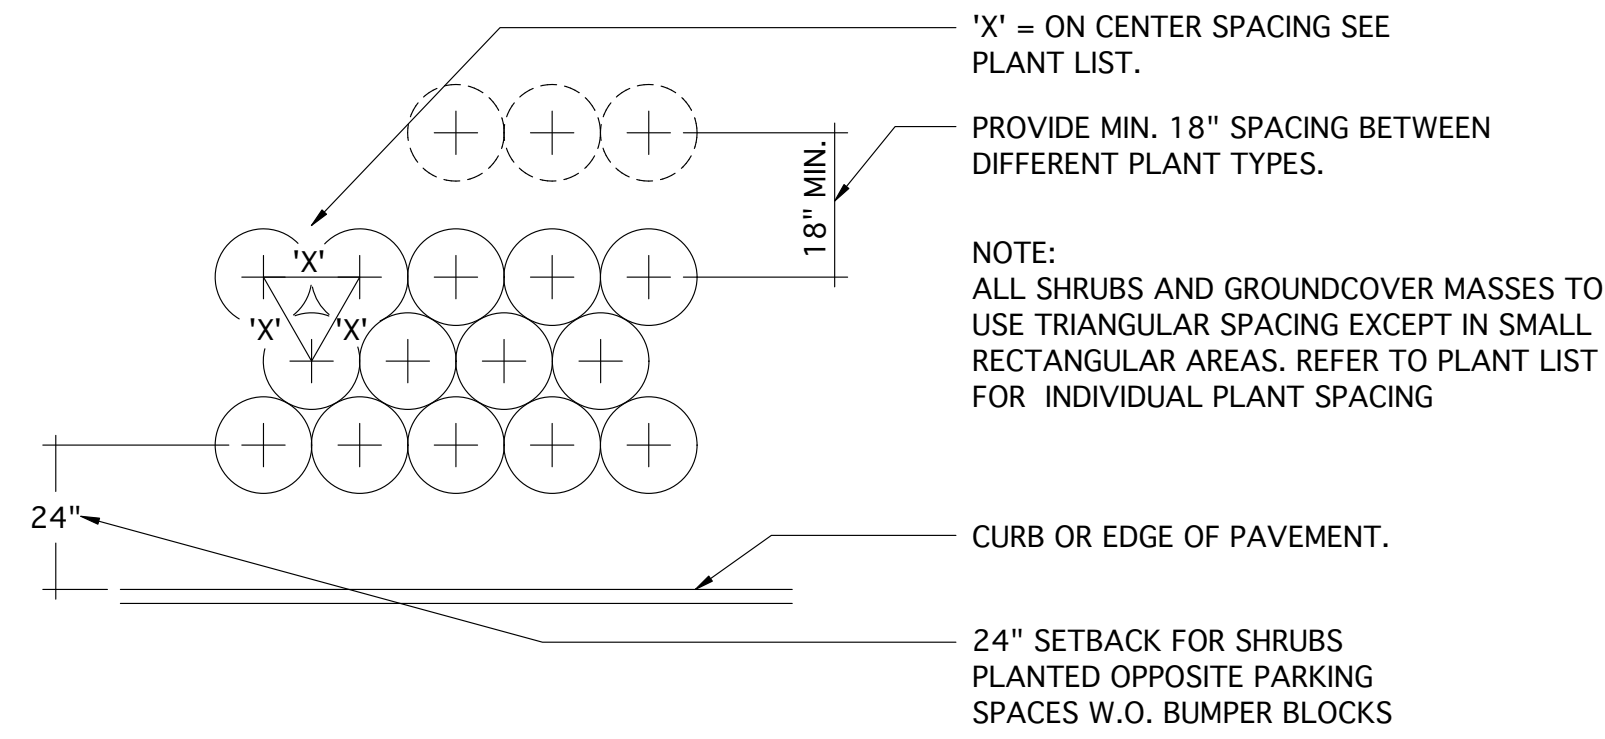 'X' = ON CENTER SPACING SEE
PLANT LIST.
PROVIDE MIN. 18" SPACING BETWEEN
DIFFERENT PLANT TYPES.
18" MIN.
NOTE:
ALL SHRUBS AND GROUNDCOVER MASSES TO
USE TRIANGULAR SPACING EXCEPT IN SMALL
RECTANGULAR AREAS. REFER TO PLANT LIST
FOR  INDIVIDUAL PLANT SPACING
'X'
'X' 'X'
24"
CURB OR EDGE OF PAVEMENT.
24" SETBACK FOR SHRUBS
PLANTED OPPOSITE PARKING
SPACES W.O. BUMPER BLOCKS